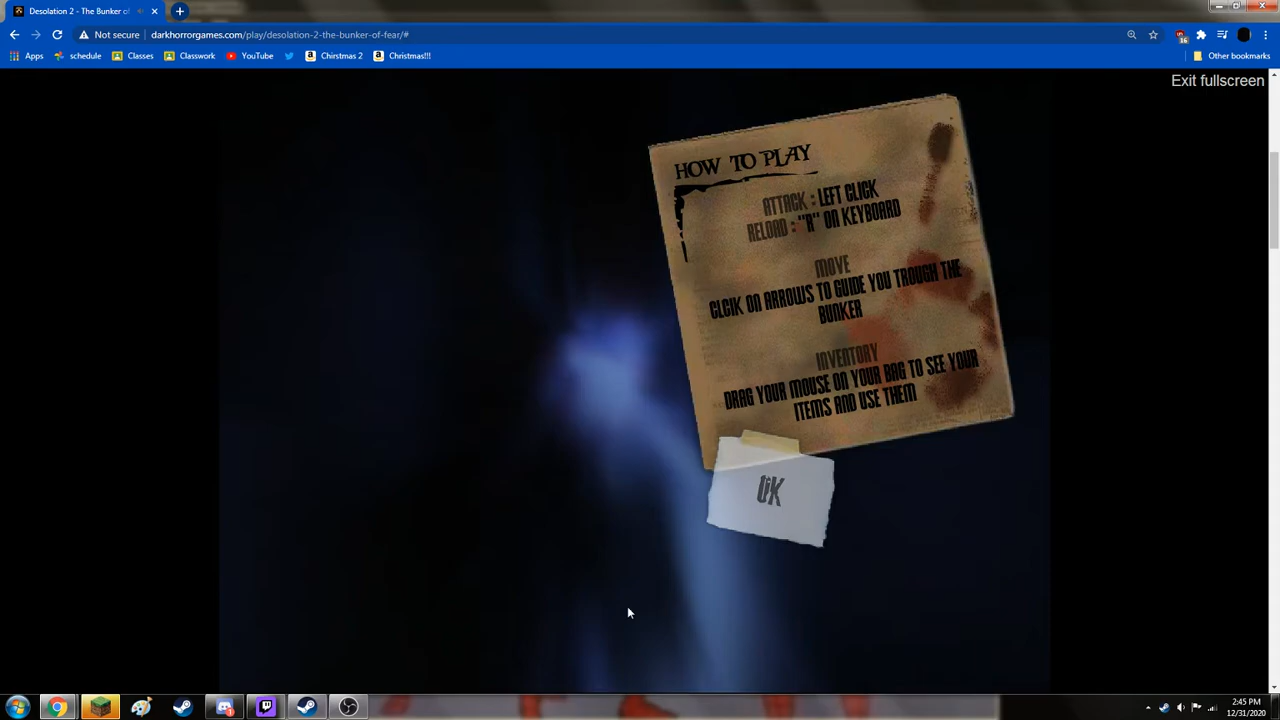 Desolation 2 - The Bunker of
Not secure
darkhorrorgames.com/play/desolation-2-the-bunker-of-fear/#
16
Apps
schedule
Classes
Classwork
YouTube
Chirstmas 2
Christmas!!!
Other bookmarks
Exit fullscreen
HOW TO PLAY
ATTACK : LEFT CLICK
RELOAD : "R" ON KEYBOARD
MOVE
CLCIK ON ARROWS TO GUIDE YOU TROUGH THE
BUNKER
INVENTORY
DRAG YOUR MOUSE ON YOUR BAG TO SEE YOUR
ITEMS AND USE THEM
OK
2:45 PM
12/31/2020